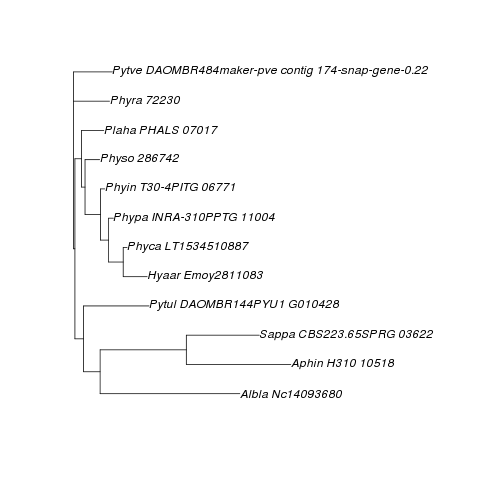 Pytve DAOMBR484maker-pve contig 174-snap-gene-0.22
Phyra 72230
Plaha PHALS 07017
Physo 286742
Phyin T30-4PITG 06771
Phypa INRA-310PPTG 11004
Phyca LT1534510887
Hyaar Emoy2811083
Pytul DAOMBR144PYU1 G010428
Sappa CBS223.65SPRG 03622
Aphin H310 10518
Albla Nc14093680